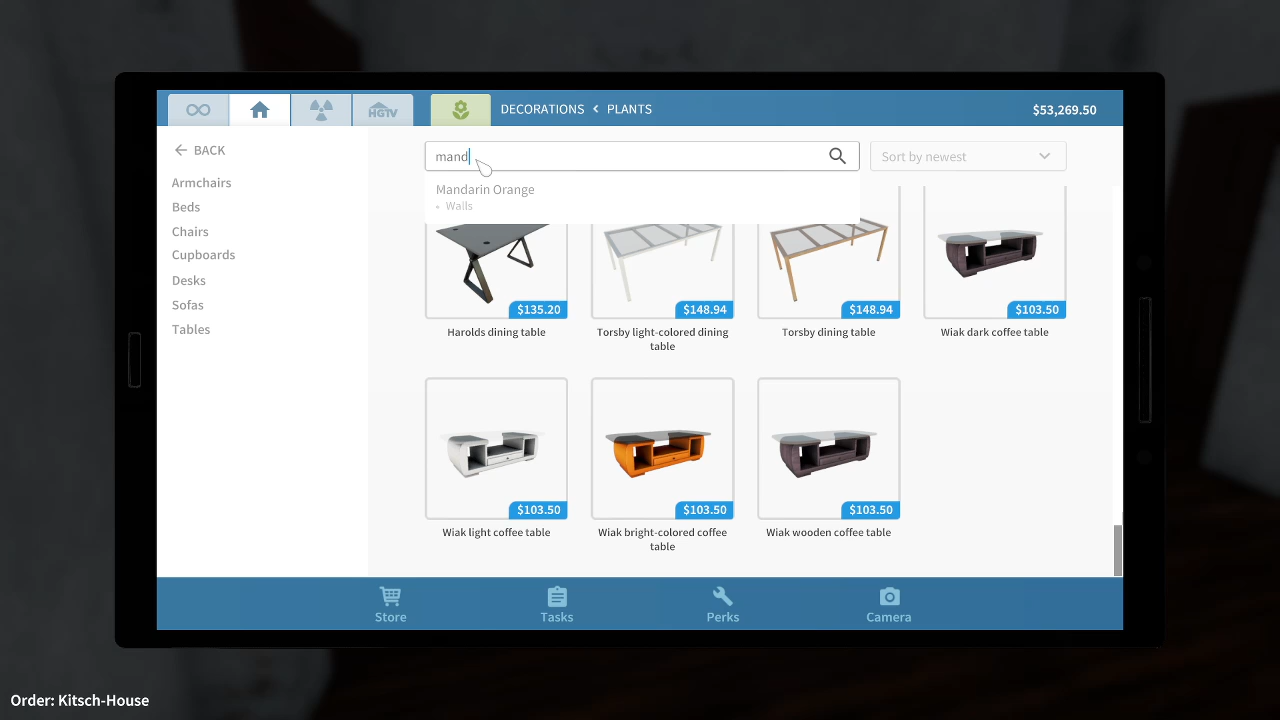 HGTV
DECORATIONS < PLANTS
$53,269.50
BACK
mand
Sort by newest
Mandarin Orange
• Walls
Armchairs
Beds
Chairs
Cupboards
Desks
Sofas
Tables
$135.20
$148.94
$148.94
$103.50
Harolds dining table
Torsby light-colored dining
table
Torsby dining table
Wiak dark coffee table
$103.50
$103.50
$103.50
Wiak light coffee table
Wiak bright-colored coffee
table
Wiak wooden coffee table
Store
Tasks
Perks
Camera
Order: Kitsch-House